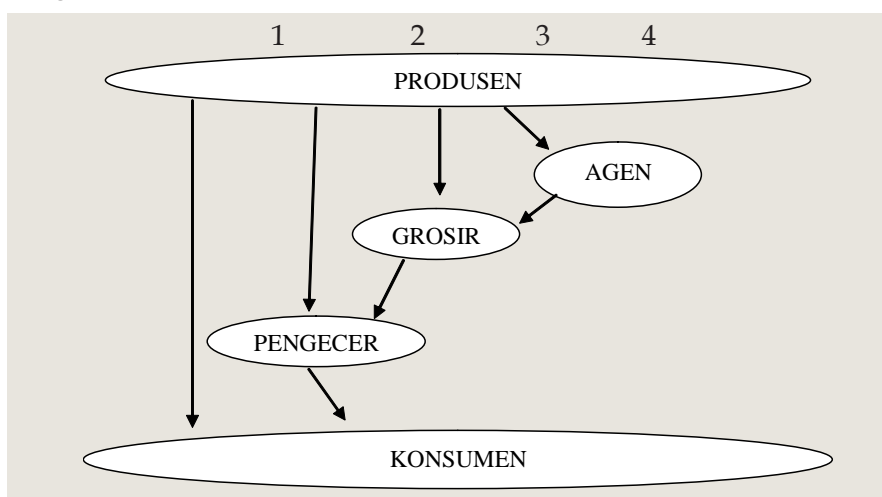 1 2 3 4
PRODUSEN
AGEN
GROSIR
PENGECER
KONSUMEN